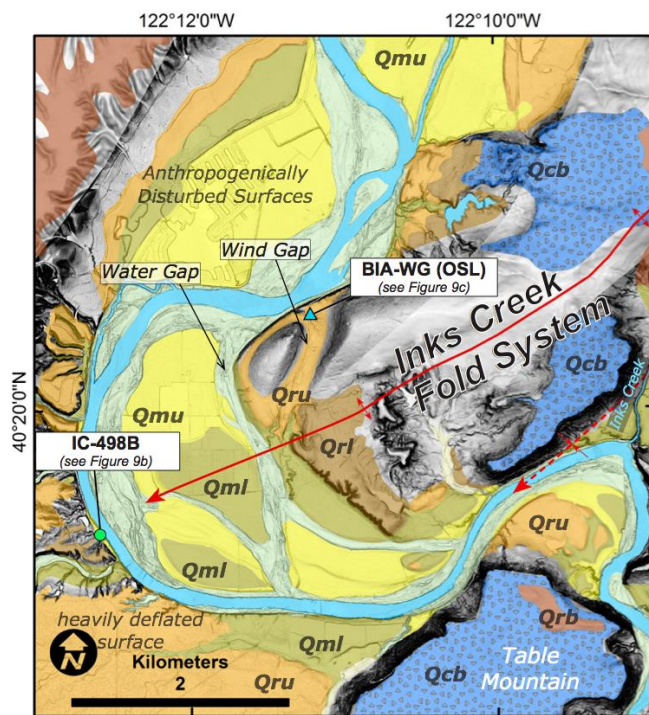 122°12'0"W
122°10'0"W
Qmu
Anthropogenically
Disturbed Surfaces
Qcb
Wind Gap
Water Gap
BIA-WG (OSL)
(see Figure 9c)
Inks Creek
Fold System
Qcb
Inks Creek
40°20'0"N
Qmu
Qru
Qrl
IC-498B
(see Figure 9b)
Qml
Qru
Qml
heavily deflated
surface
Qml
Qrb
N
Kilometers
2
Qcb
Table
Mountain
Qru